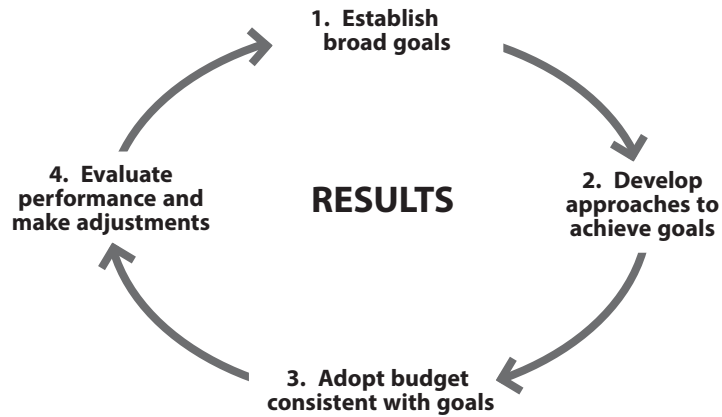 1. Establish
broad goals
2. Develop
approaches to
achieve goals
3. Adopt budget
consistent with goals
4. Evaluate
performance and
make adjustments
RESULTS